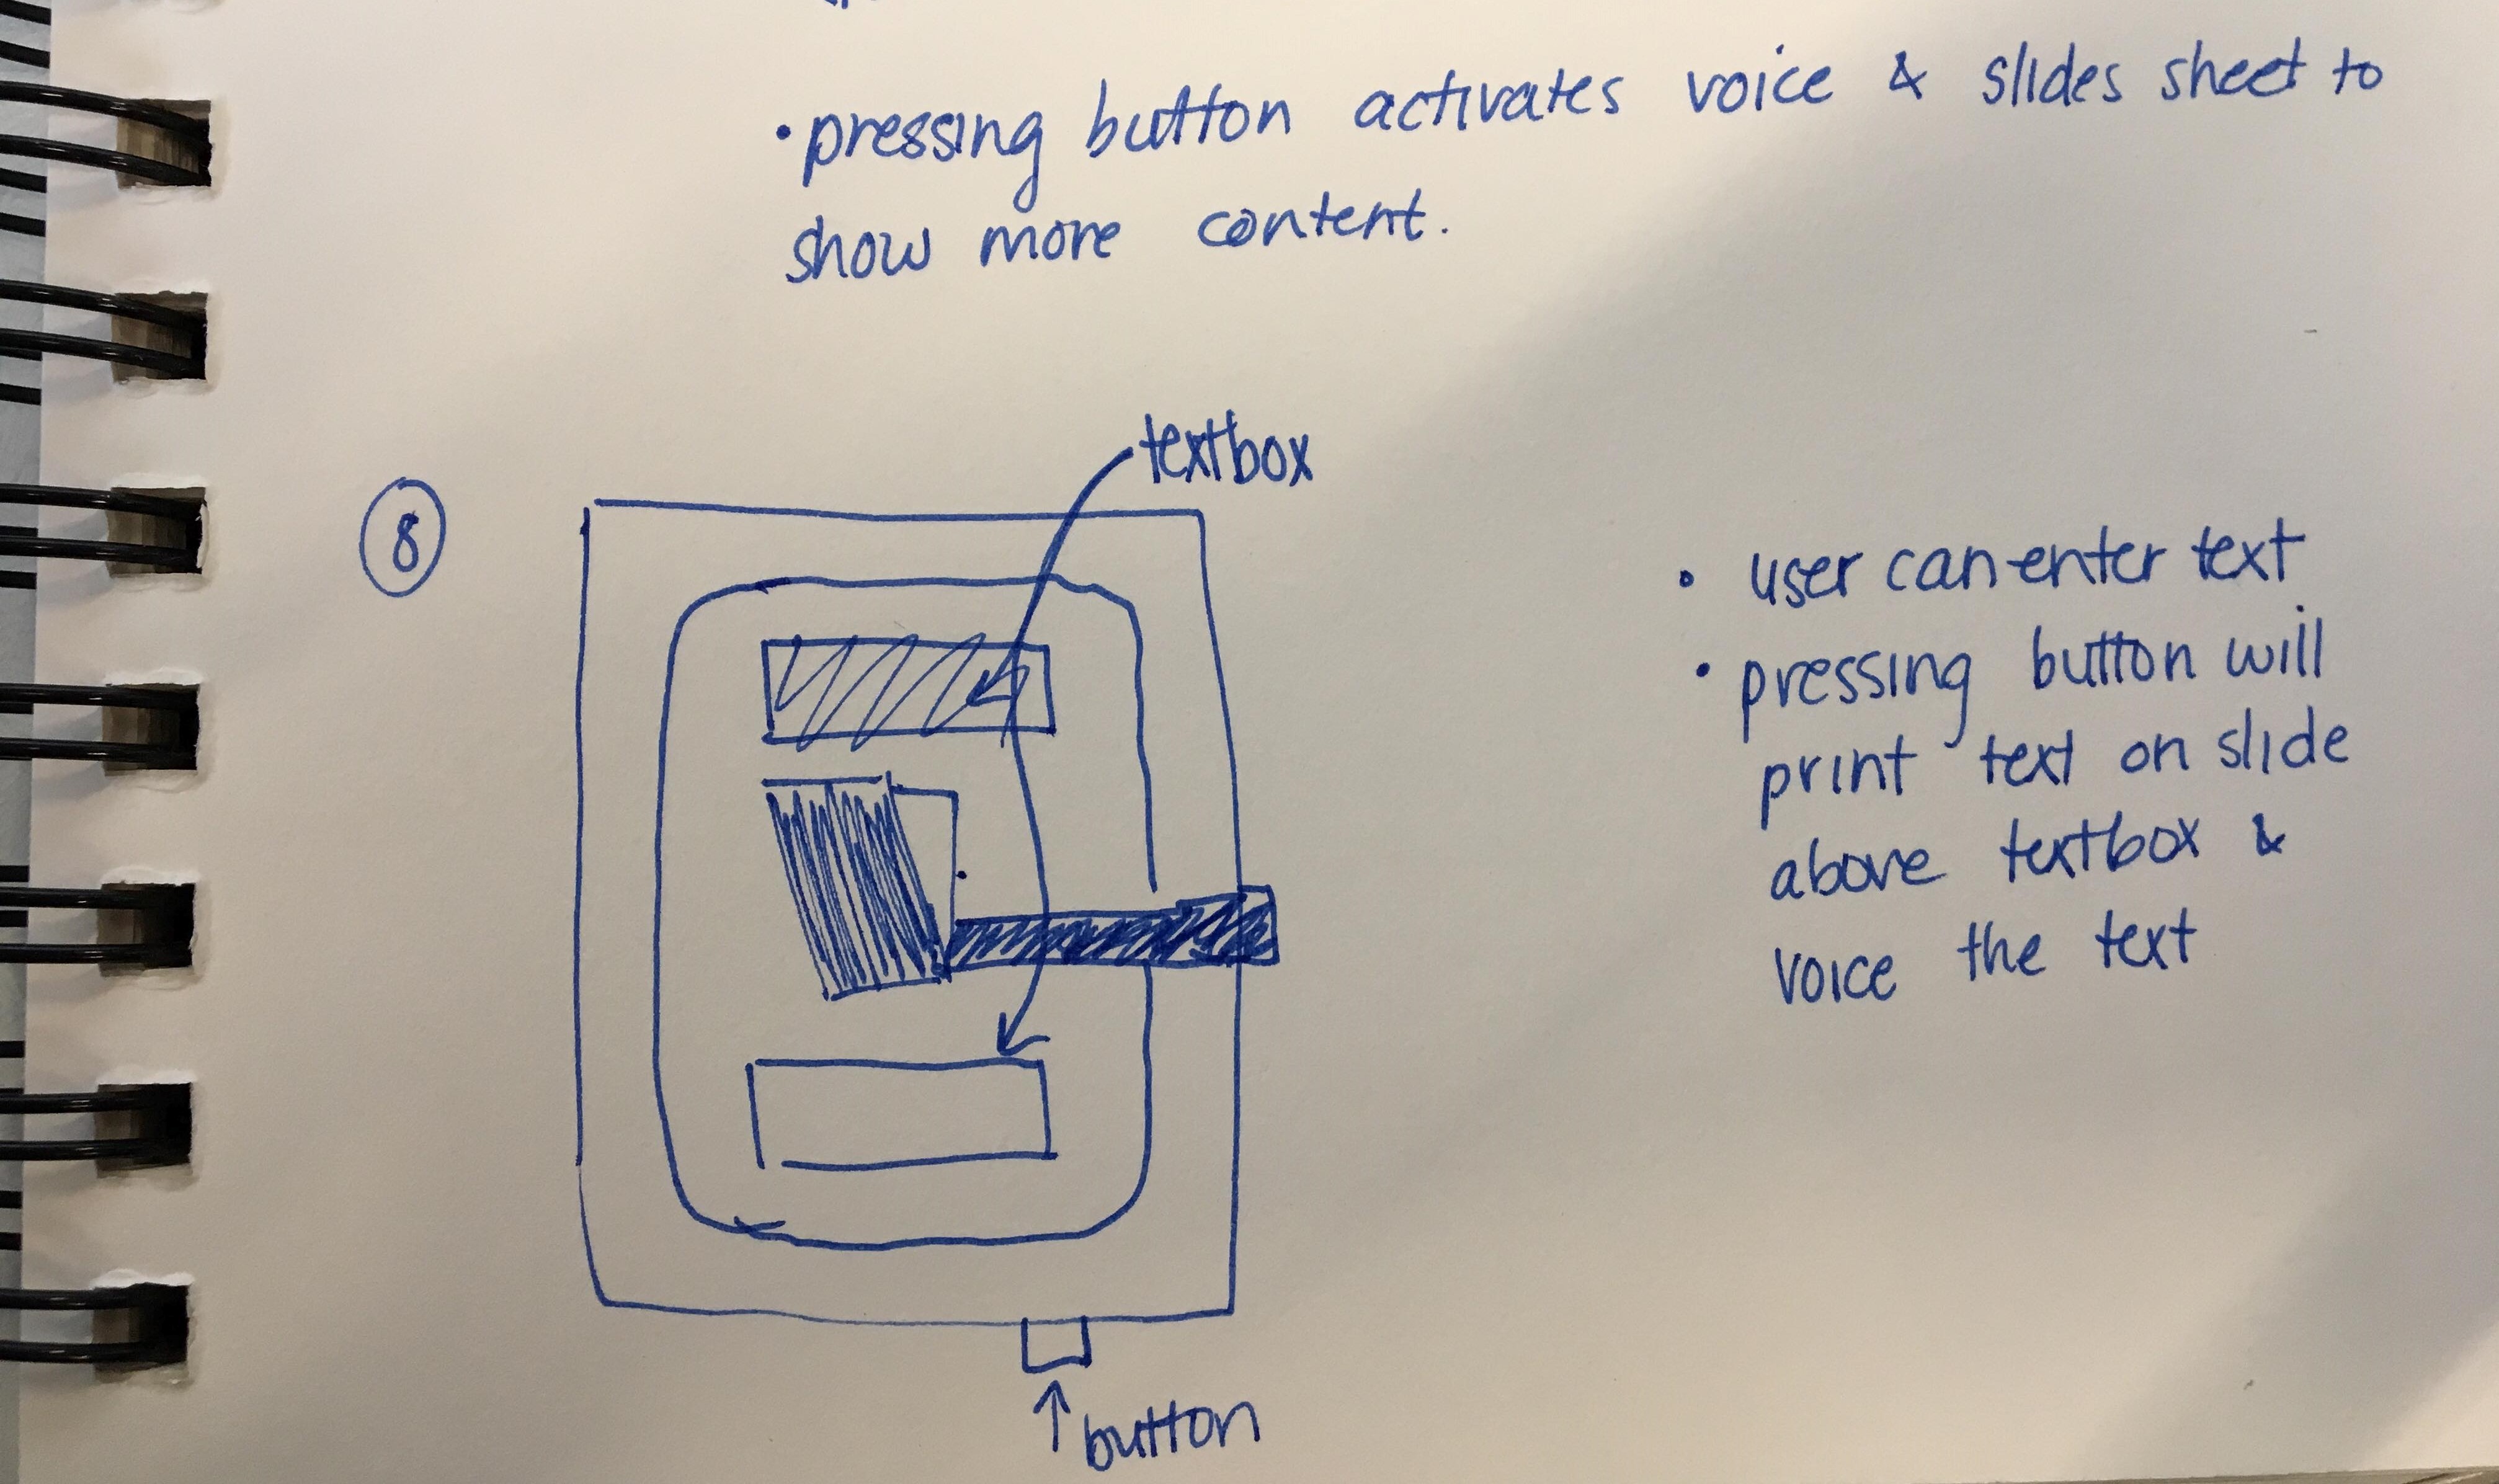 • pressing button activates voice & slides sheet to
show more content.
textbox
8
• user can enter text
• pressing button will
print text on slide
above textbox &
voice the text
button